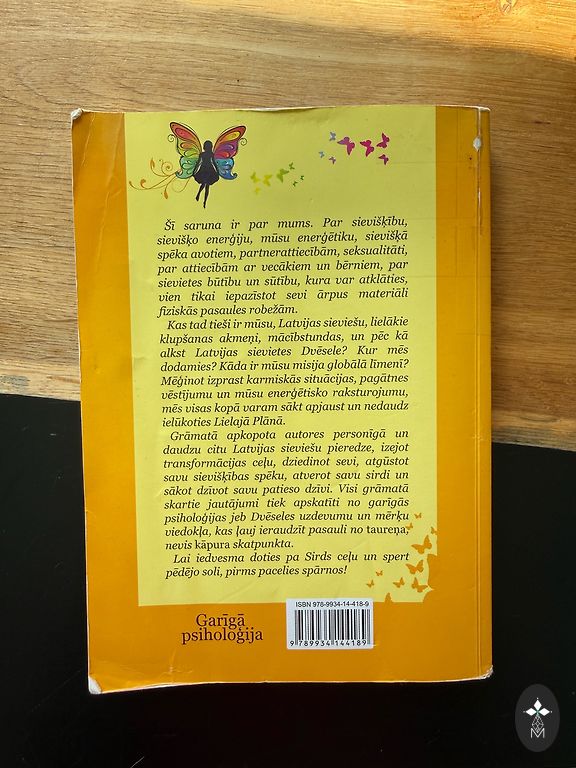 Šī saruna ir par mums. Par sievišķību,
sievišķo enerģiju, mūsu enerģētiku, sievišķā
spēka avotiem, partnerattiecībām, seksualitāti,
par attiecībām ar vecākiem un bērniem, par
sievietes būtību un sūtību, kura var atklāties,
vien tikai iepazīstot sevi ārpus materiāli
fiziskās pasaules robežām.
Kas tad tieši ir mūsu, Latvijas sieviešu, lielākie
klupšanas akmeņi, mācībstundas, un pēc kā
alkst Latvijas sievietes Dvēsele? Kur mēs
dodamies? Kāda ir mūsu misija globālā līmenī?
Mēģinot izprast karmiskās situācijas, pagātnes
vēstījumu un mūsu enerģētisko raksturojumu,
mēs visas kopā varam sākt apjaust un nedaudz
ielūkoties Lielajā Plānā.
Grāmatā apkopota autores personīgā un
daudzu citu Latvijas sieviešu pieredze, izejot
transformācijas ceļu, dziedinot sevi, atgūstot
savu sievišķības spēku, atverot savu sirdi un
sākot dzīvot savu patieso dzīvi. Visi grāmatā
skartie jautājumi tiek apskatīti no garīgās
psiholoģijas jeb Dvēseles uzdevumu un mērķu
viedokļa, kas ļauj ieraudzīt pasauli no taureņa,
nevis kāpura skatpunkta.
Lai iedvesma doties pa Sirds ceļu un spert
pēdējo soli, pirms pacelies spārnos!
ISBN 978-9934-14-418-9
Garīgā
psiholoģija
9 789934 144189
M